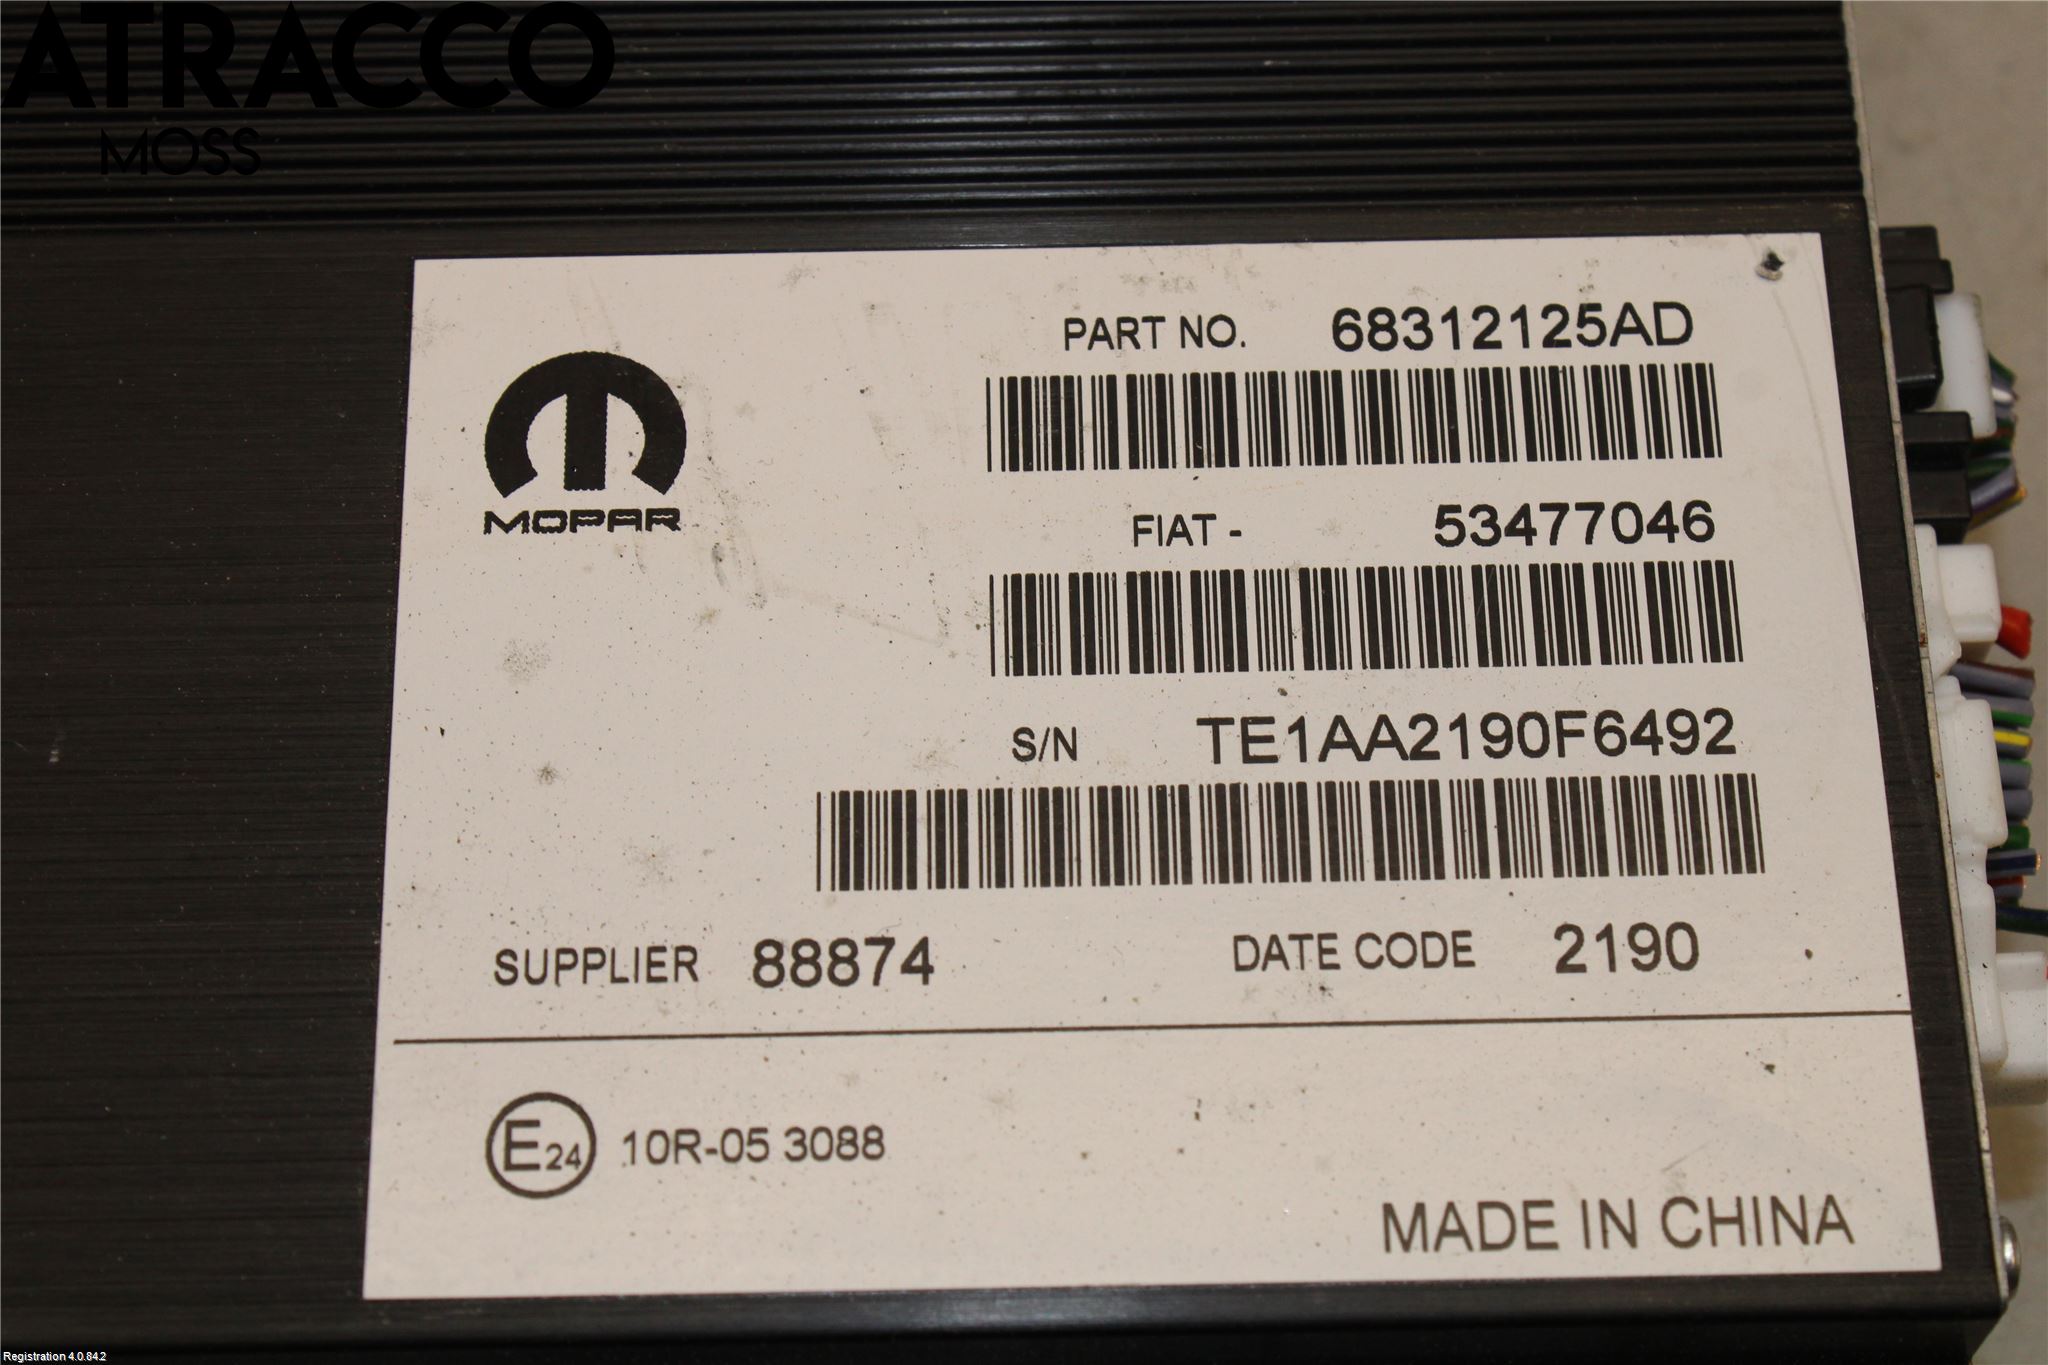 ATRACCO
MOSS
PART NO. 68312125AD
MOPAR
FIAT - 53477046
S/N TE1AA2190F6492
SUPPLIER 88874 DATE CODE 2190
E24 10R-05 3088
MADE IN CHINA
Registration 4.0.84.2